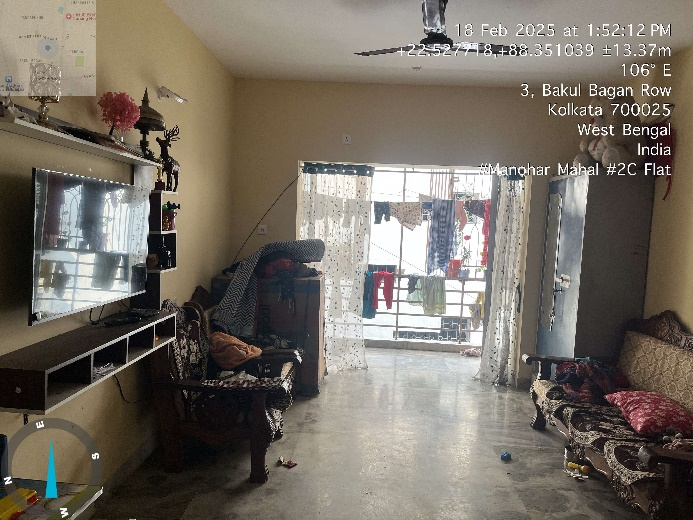 18 Feb 2025 at 1:52:12 PM
+22.527718,+88.351039 ±13.37m
106° E
3, Bakul Bagan Row
Kolkata 700025
West Bengal
India
#Manohar Mahal #2C Flat
E
S
N
W